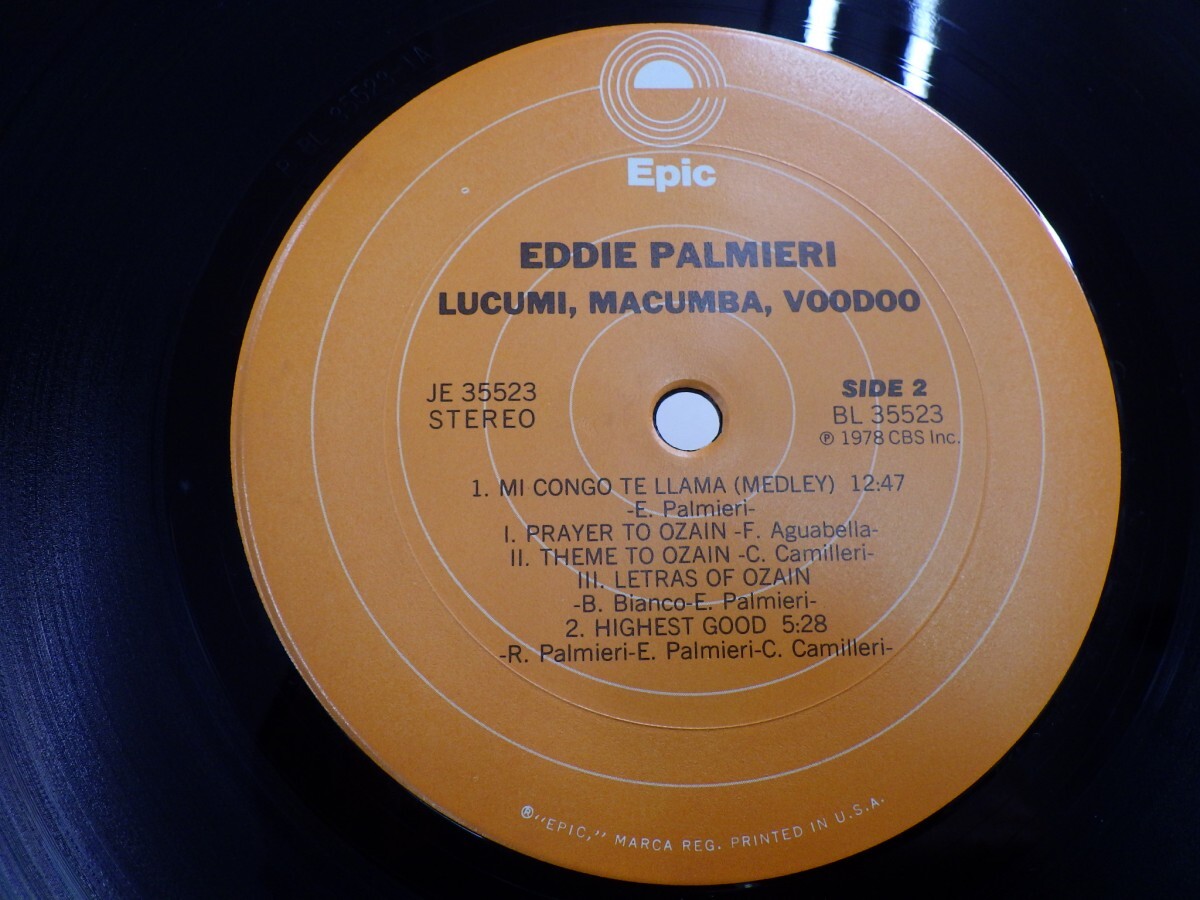 Epic
EDDIE PALMIERI
LUCUMI, MACUMBA, VOODOO
JE 35523
STEREO
SIDE 2
BL 35523
℗ 1978 CBS Inc.
1. MI CONGO TE LLAMA (MEDLEY) 12:47
-E. Palmieri-
I. PRAYER TO OZAIN -F. Aguabella-
II. THEME TO OZAIN -C. Camilleri-
III. LETRAS OF OZAIN
-B. Bianco-E. Palmieri-
2. HIGHEST GOOD 5:28
-R. Palmieri-E. Palmieri-C. Camilleri-
®"EPIC," MARCA REG. PRINTED IN U.S.A.